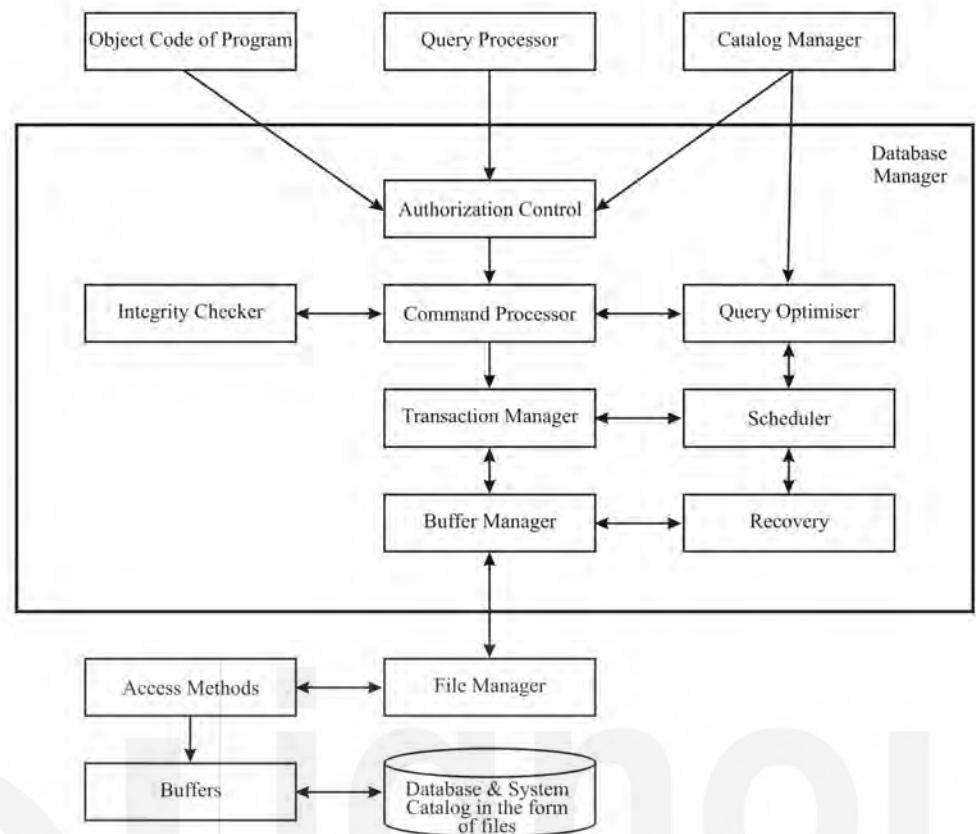 Object Code of Program
Query Processor
Catalog Manager
Database
Manager
Authorization Control
Integrity Checker
Command Processor
Query Optimiser
Transaction Manager
Scheduler
Buffer Manager
Recovery
Access Methods
File Manager
Buffers
Database & System
Catalog in the form
of files
ignou